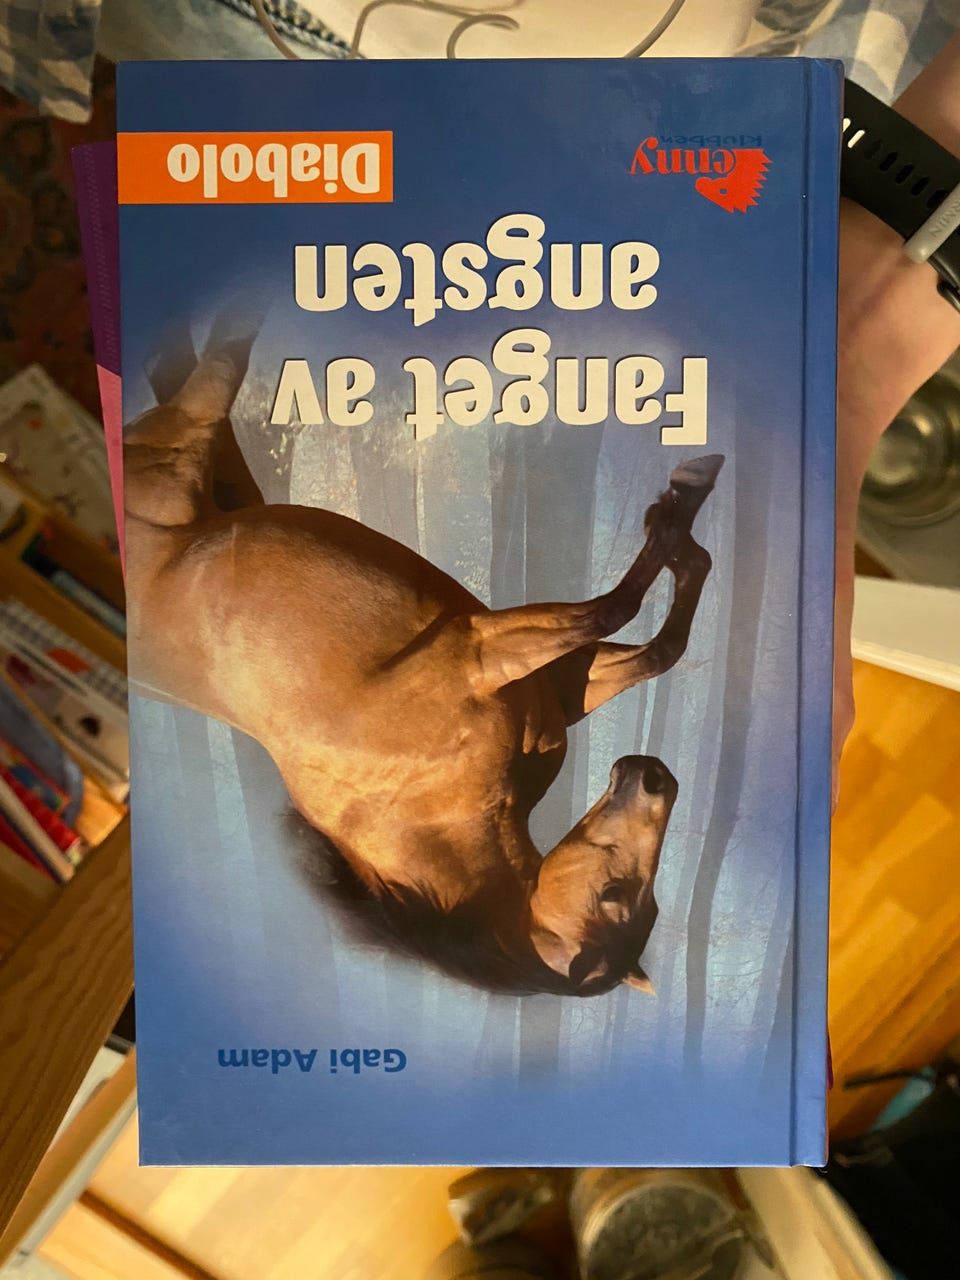 Gabi Adam
Fanget av
angsten
Diabolo
Penny
klubben